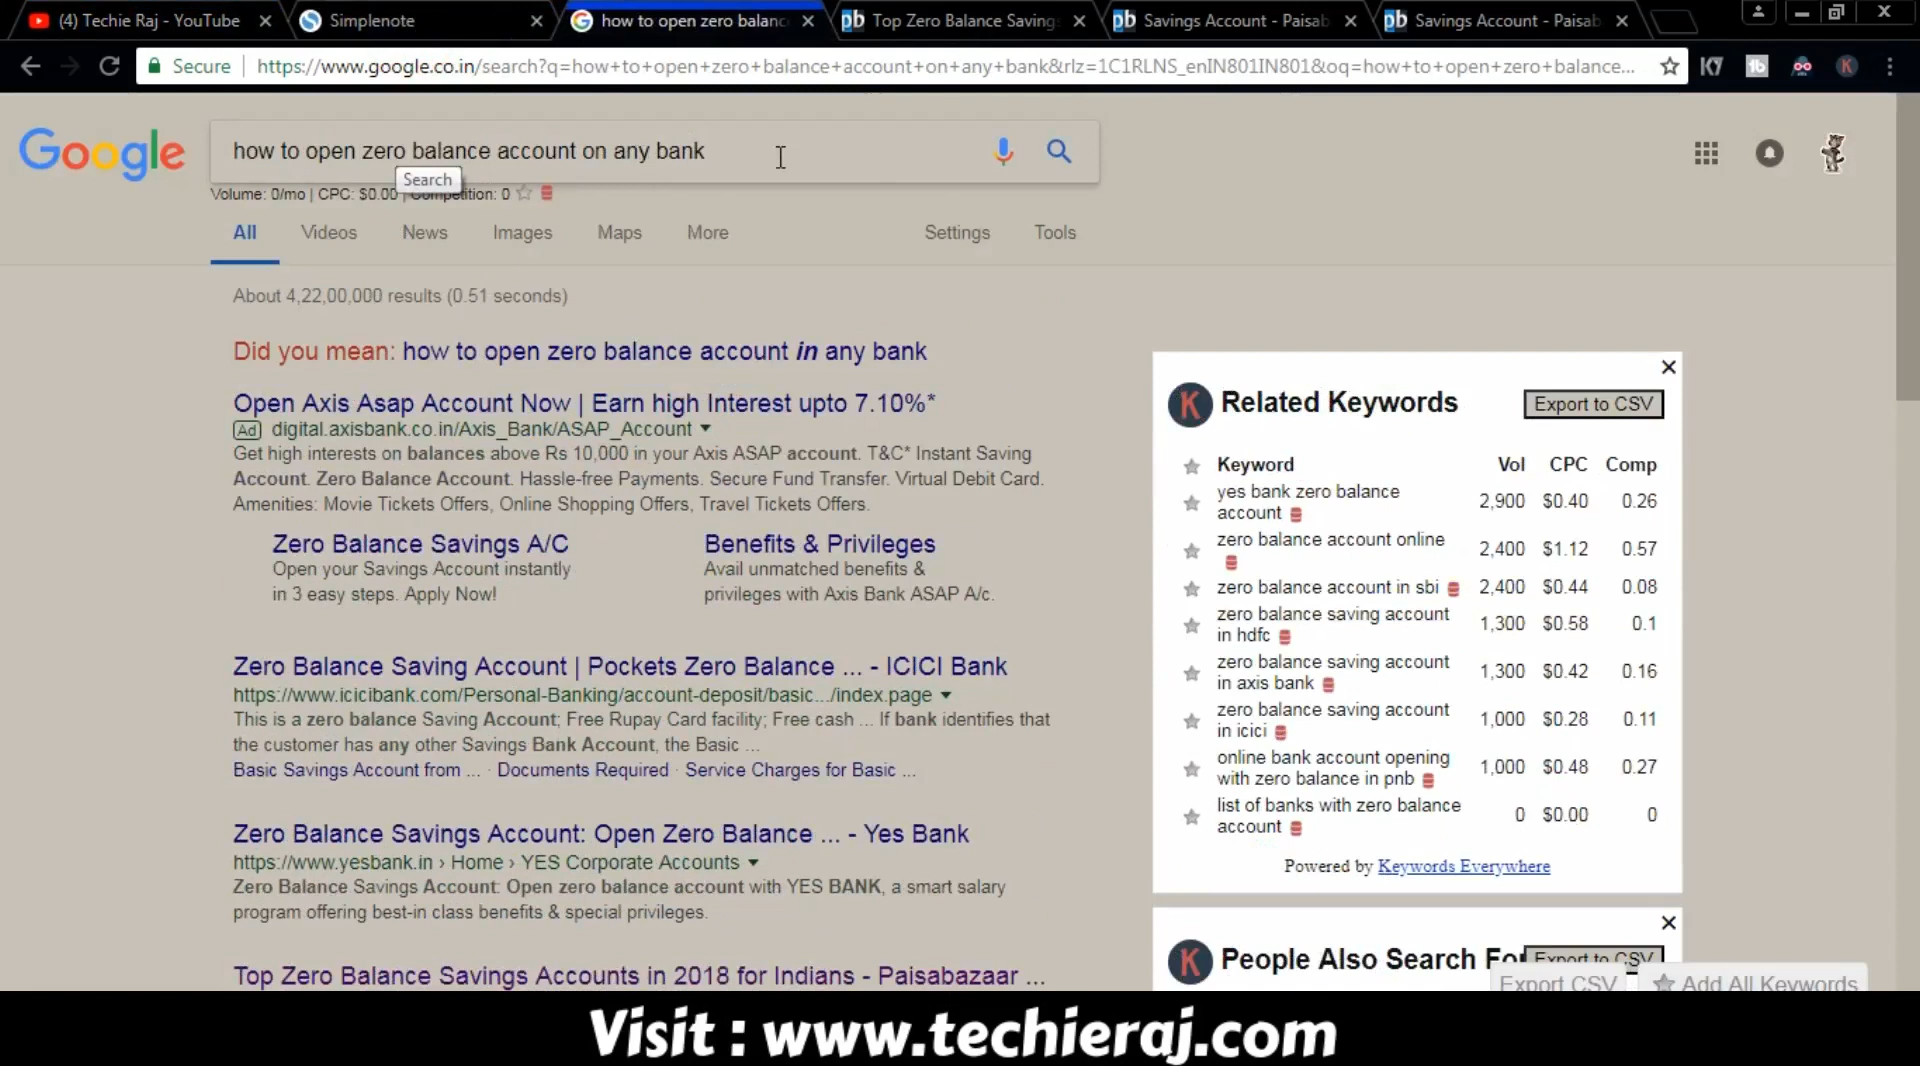 (4) Techie Raj - YouTube
Simplenote
how to open zero balanc
Top Zero Balance Savings
Savings Account - Paisab
Savings Account - Paisab
Secure
https://www.google.co.in/search?q=how+to+open+zero+balance+account+on+any+bank&rlz=1C1RLNS_enIN801IN801&oq=how+to+open+zero+balance...
Google
how to open zero balance account on any bank
Search
Volume: 0/mo | CPC: $0.00 | Competition: 0
All
Videos
News
Images
Maps
More
Settings
Tools
About 4,22,00,000 results (0.51 seconds)
Did you mean: how to open zero balance account in any bank
Open Axis Asap Account Now | Earn high Interest upto 7.10%*
Ad digital.axisbank.co.in/Axis_Bank/ASAP_Account
Get high interests on balances above Rs 10,000 in your Axis ASAP account. T&C* Instant Saving
Account. Zero Balance Account. Hassle-free Payments. Secure Fund Transfer. Virtual Debit Card.
Amenities: Movie Tickets Offers, Online Shopping Offers, Travel Tickets Offers.
Zero Balance Savings A/C
Open your Savings Account instantly
in 3 easy steps. Apply Now!
Benefits & Privileges
Avail unmatched benefits &
privileges with Axis Bank ASAP A/c.
Zero Balance Saving Account | Pockets Zero Balance ... - ICICI Bank
https://www.icicibank.com/Personal-Banking/account-deposit/basic.../index.page
This is a zero balance Saving Account; Free Rupay Card facility; Free cash ... If bank identifies that
the customer has any other Savings Bank Account, the Basic ...
Basic Savings Account from ... · Documents Required · Service Charges for Basic ...
Zero Balance Savings Account: Open Zero Balance ... - Yes Bank
https://www.yesbank.in › Home › YES Corporate Accounts
Zero Balance Savings Account: Open zero balance account with YES BANK, a smart salary
program offering best-in class benefits & special privileges.
Top Zero Balance Savings Accounts in 2018 for Indians - Paisabazaar ...
K Related Keywords
Export to CSV
Keyword Vol CPC Comp
yes bank zero balance
account 2,900 $0.40 0.26
zero balance account online 2,400 $1.12 0.57
zero balance account in sbi 2,400 $0.44 0.08
zero balance saving account
in hdfc 1,300 $0.58 0.1
zero balance saving account
in axis bank 1,300 $0.42 0.16
zero balance saving account
in icici 1,000 $0.28 0.11
online bank account opening
with zero balance in pnb 1,000 $0.48 0.27
list of banks with zero balance
account 0 $0.00 0
Powered by Keywords Everywhere
K People Also Search For
Export to CSV
Export CSV
Add All Keywords
Visit : www.techieraj.com